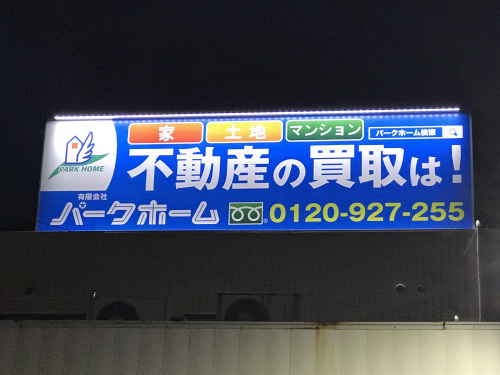 家 土地 マンション パークホーム検索
PARK HOME
不動産の買取は!
有限会社
パークホーム 0120-927-255